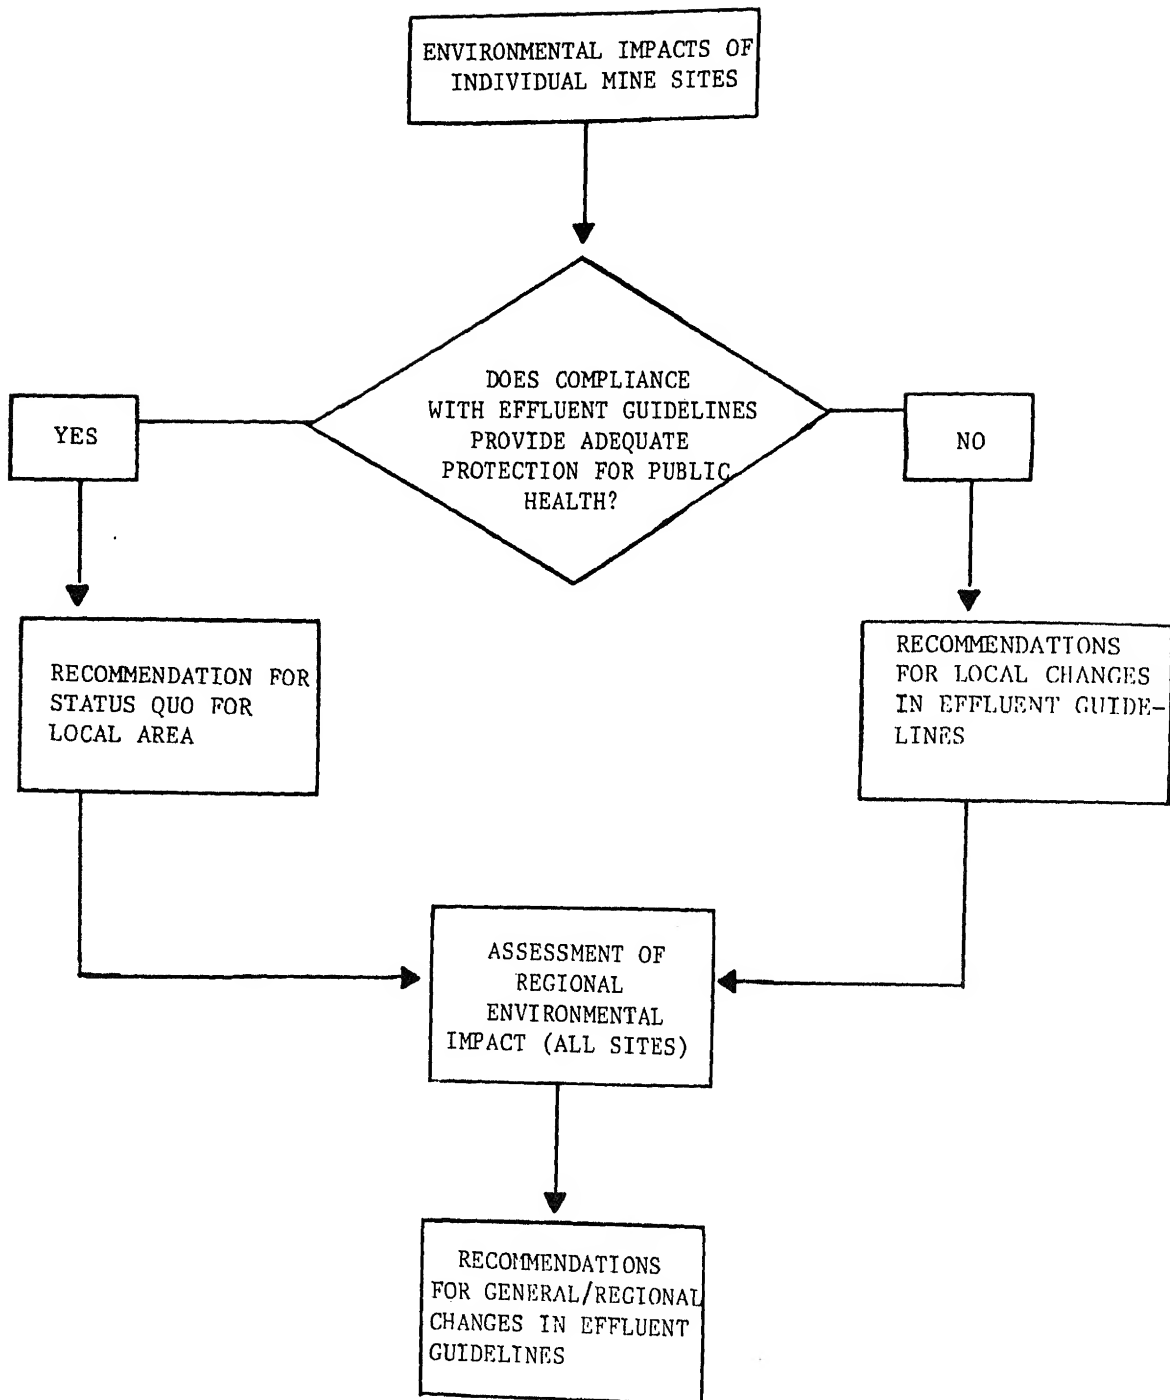 ENVIRONMENTAL IMPACTS OF
INDIVIDUAL MINE SITES
DOES COMPLIANCE
WITH EFFLUENT GUIDELINES
PROVIDE ADEQUATE
PROTECTION FOR PUBLIC
HEALTH?
YES
NO
RECOMMENDATION FOR
STATUS QUO FOR
LOCAL AREA
RECOMMENDATIONS
FOR LOCAL CHANGES
IN EFFLUENT GUIDE-
LINES
ASSESSMENT OF
REGIONAL
ENVIRONMENTAL
IMPACT (ALL SITES)
RECOMMENDATIONS
FOR GENERAL/REGIONAL
CHANGES IN EFFLUENT
GUIDELINES